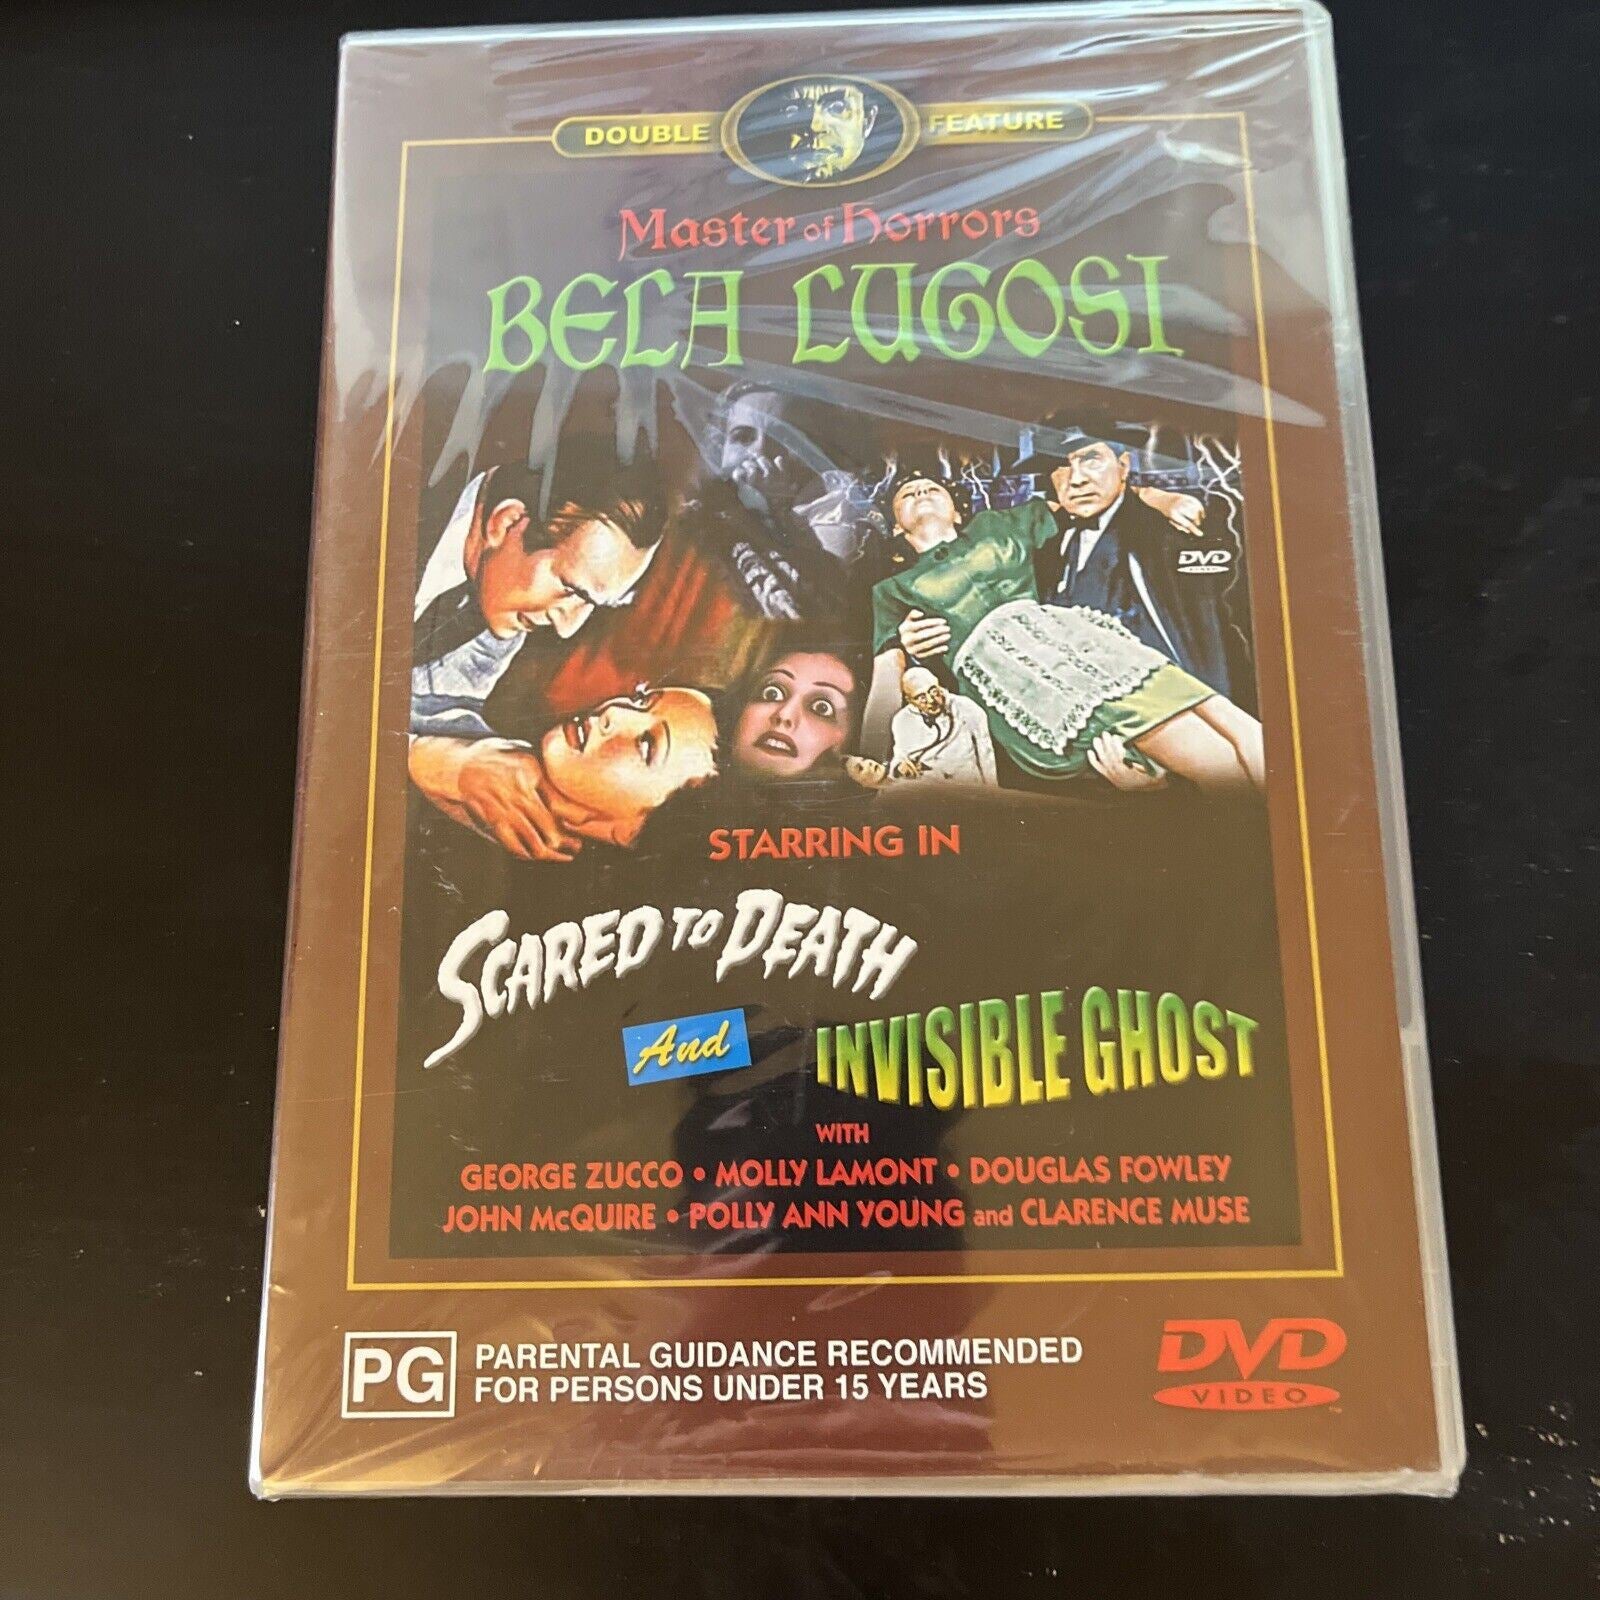 DOUBLE FEATURE
Master of Horrors
BELA LUGOSI
DVD
VIDEO
STARRING IN
SCARED TO DEATH
And
INVISIBLE GHOST
WITH
GEORGE ZUCCO • MOLLY LAMONT • DOUGLAS FOWLEY
JOHN McQUIRE • POLLY ANN YOUNG and CLARENCE MUSE
PG
PARENTAL GUIDANCE RECOMMENDED
FOR PERSONS UNDER 15 YEARS
DVD
VIDEO